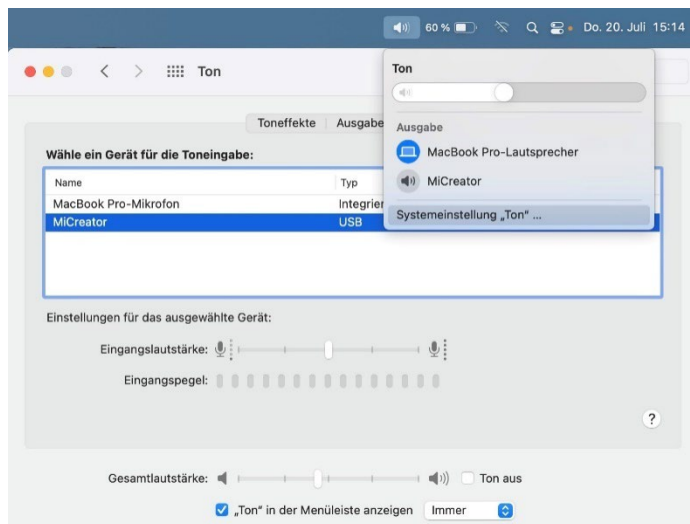 60 % Do. 20. Juli 15:14
Ton
Ton
Toneffekte Ausgabe
Ausgabe
MacBook Pro-Lautsprecher
MiCreator
Systemeinstellung „Ton“ ...
Wähle ein Gerät für die Toneingabe:
Name Typ
MacBook Pro-Mikrofon Integrier
MiCreator USB
Einstellungen für das ausgewählte Gerät:
Eingangslautstärke:
Eingangspegel:
?
Gesamtlautstärke: Ton aus
„Ton“ in der Menüleiste anzeigen Immer